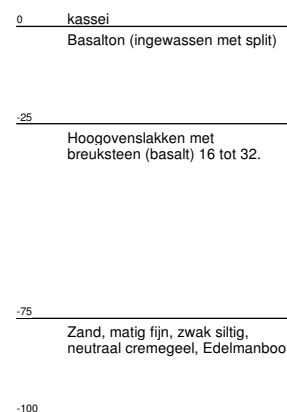 0 kassei
Basalton (ingewassen met split)
-25
Hoogovenslakken met
breuksteen (basalt) 16 tot 32.
-75
Zand, matig fijn, zwak siltig,
neutraal cremegeel, Edelmanboo
-100